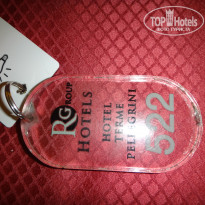 TOP Hotels
RG
GROUP
HOTELS
HOTEL
TERME
PELLEGRINI
522